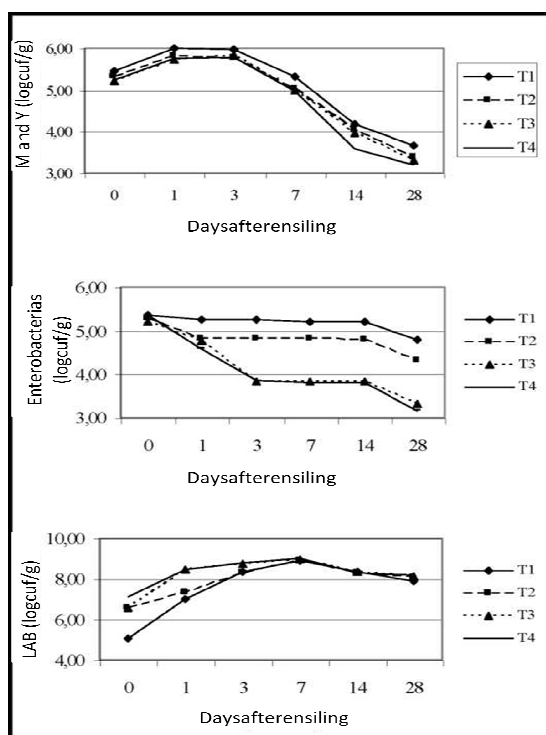 M and Y (logcuf/g)
6,00
5,00
4,00
3,00
0 1 3 7 14 28
Daysafterensiling
T1
T2
T3
T4
Enterobacterias
(logcuf/g)
6,00
5,00
4,00
3,00
0 1 3 7 14 28
Daysafterensiling
T1
T2
T3
T4
LAB (logcuf/g)
10,00
8,00
6,00
4,00
0 1 3 7 14 28
Daysafterensiling
T1
T2
T3
T4